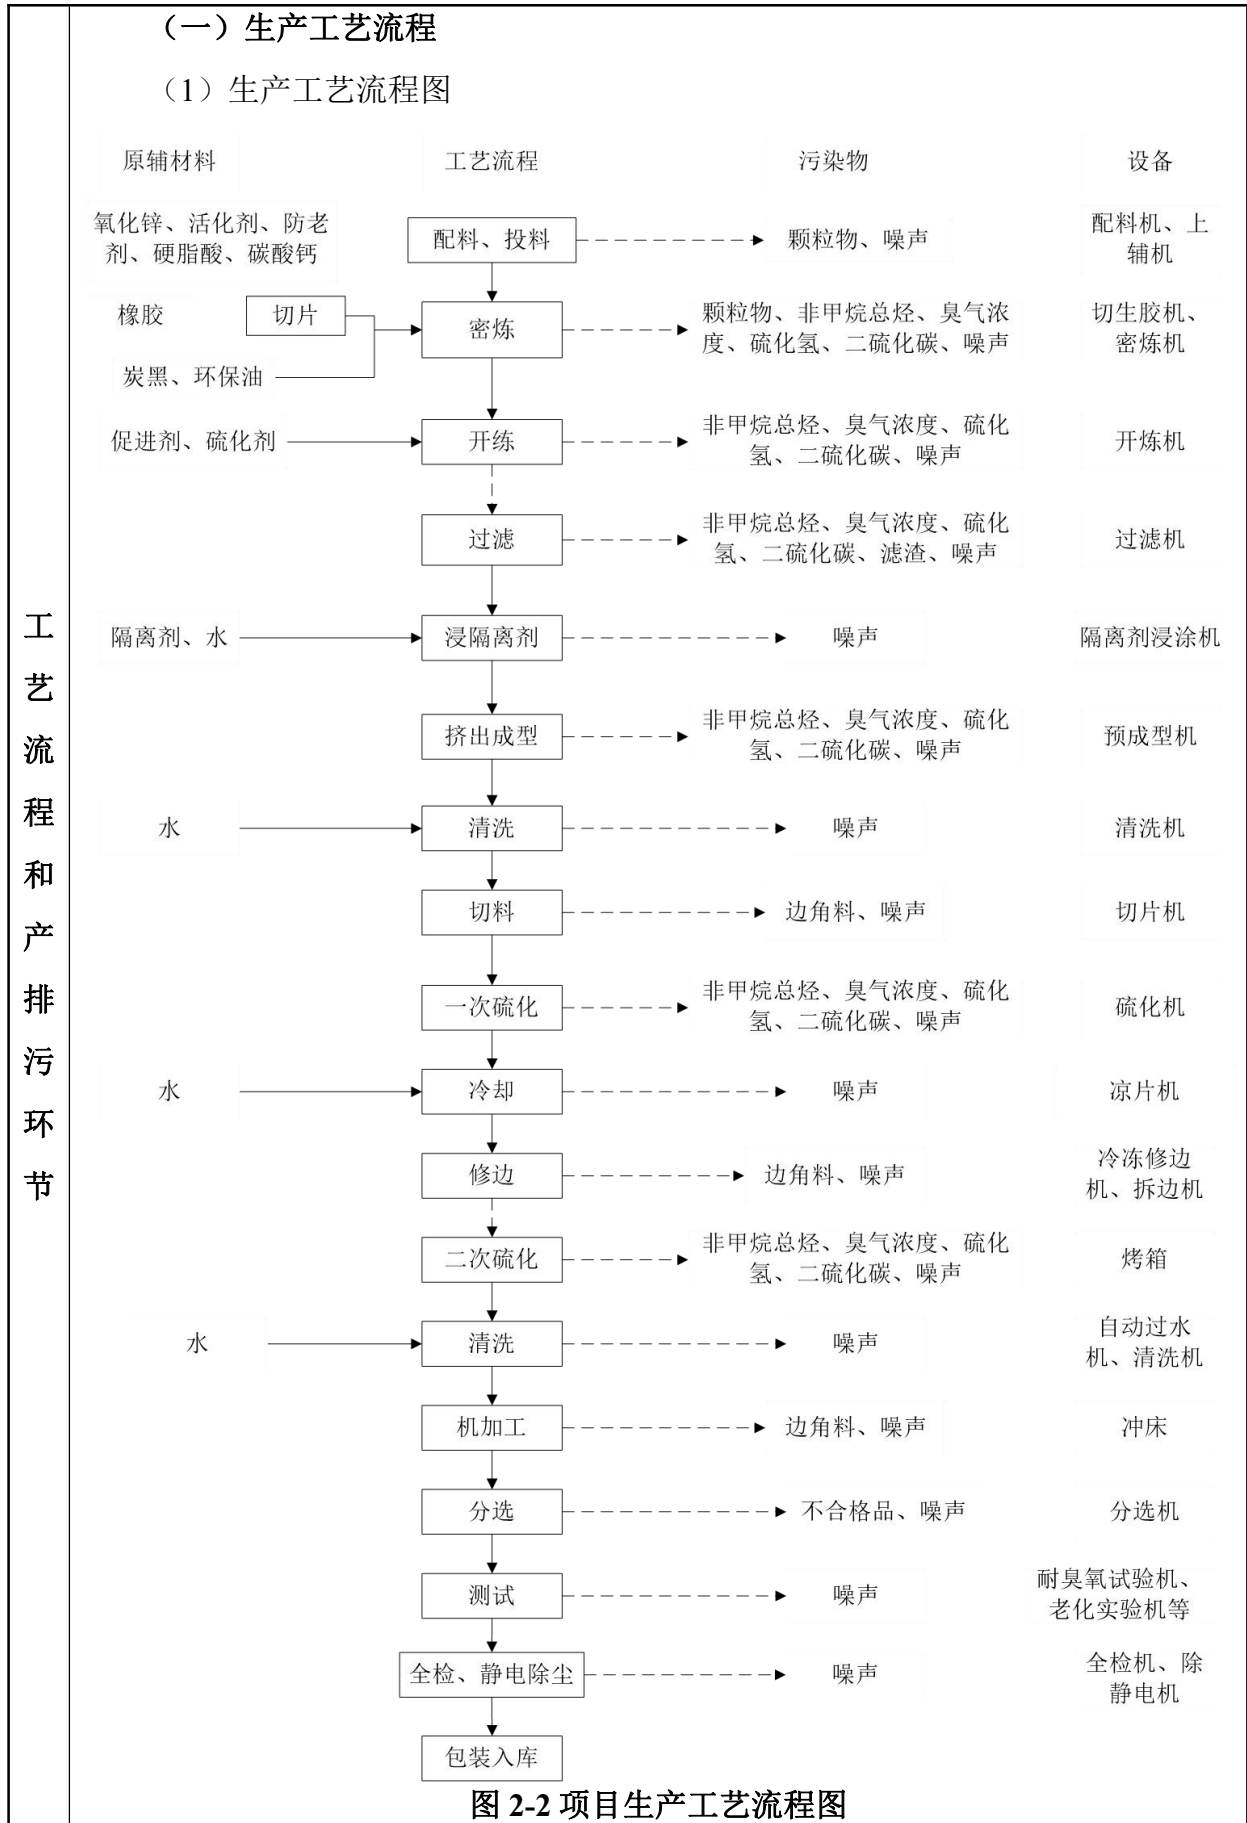 （一）生产工艺流程
（1）生产工艺流程图
原辅材料 工艺流程 污染物 设备
氧化锌、活化剂、防老
剂、硬脂酸、碳酸钙
配料、投料
颗粒物、噪声
配料机、上
辅机
橡胶
切片
炭黑、环保油
密炼
颗粒物、非甲烷总烃、臭气浓
度、硫化氢、二硫化碳、噪声
切生胶机、
密炼机
促进剂、硫化剂
开练
非甲烷总烃、臭气浓度、硫化
氢、二硫化碳、噪声
开炼机
过滤
非甲烷总烃、臭气浓度、硫化
氢、二硫化碳、滤渣、噪声
过滤机
隔离剂、水
浸隔离剂
噪声
隔离剂浸涂机
挤出成型
非甲烷总烃、臭气浓度、硫化
氢、二硫化碳、噪声
预成型机
水
清洗
噪声
清洗机
切料
边角料、噪声
切片机
一次硫化
非甲烷总烃、臭气浓度、硫化
氢、二硫化碳、噪声
硫化机
水
冷却
噪声
凉片机
修边
边角料、噪声
冷冻修边
机、拆边机
二次硫化
非甲烷总烃、臭气浓度、硫化
氢、二硫化碳、噪声
烤箱
水
清洗
噪声
自动过水
机、清洗机
机加工
边角料、噪声
冲床
分选
不合格品、噪声
分选机
测试
噪声
耐臭氧试验机、
老化实验机等
全检、静电除尘
噪声
全检机、除
静电机
包装入库
图 2-2 项目生产工艺流程图
工
艺
流
程
和
产
排
污
环
节